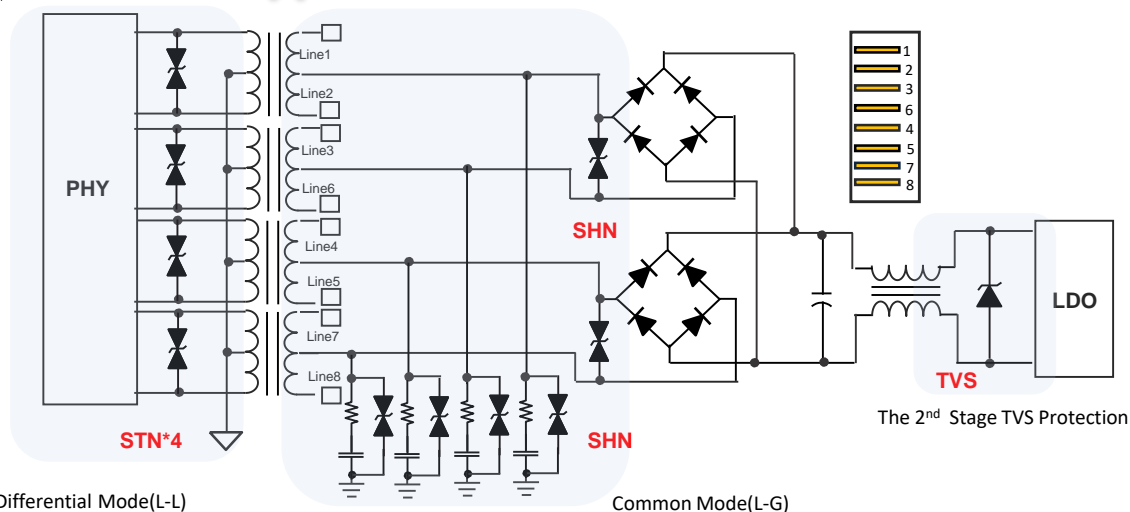 PHY
STN*4
Line1
Line2
Line3
Line6
Line4
Line5
Line7
Line8
SHN
SHN
1
2
3
6
4
5
7
8
LDO
TVS
The 2nd Stage TVS Protection
Differential Mode(L-L)
Common Mode(L-G)